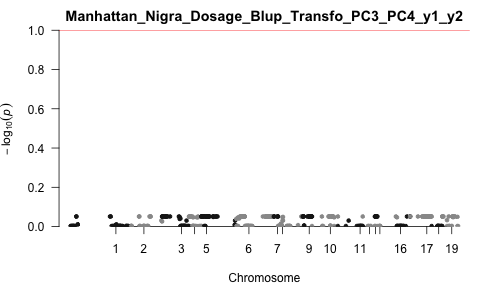 Manhattan_Nigra_Dosage_Blup_Transfo_PC3_PC4_y1_y2
1.0
0.8
0.6
0.4
0.2
0.0
− log10(p)
1 2 3 5 6 7 9 10 11 16 17 19
Chromosome